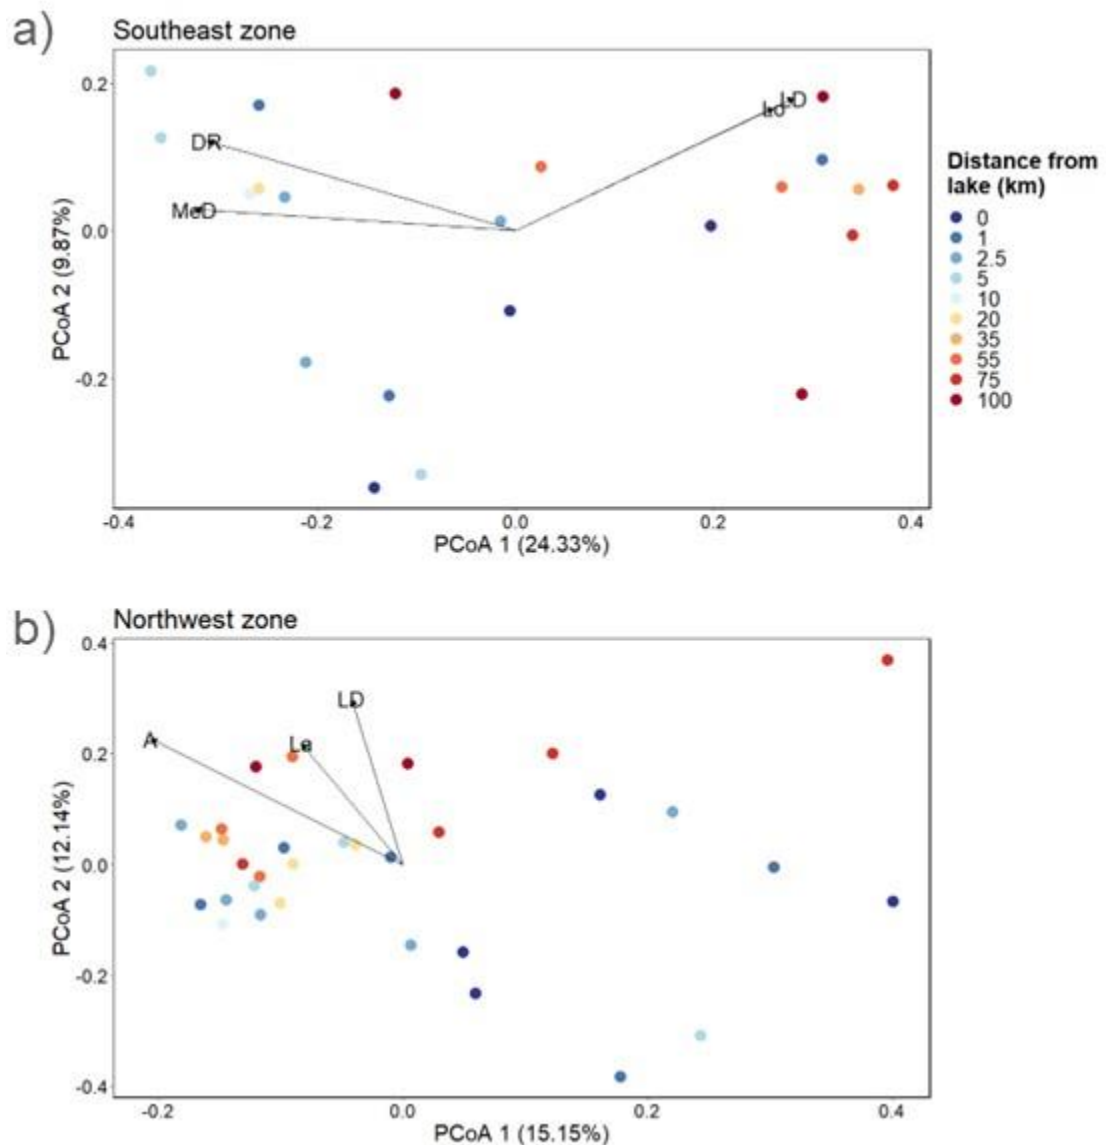 a)
Southeast zone
0.2
0.0
-0.2
PCoA 2 (9.87%)
DR
MeD
LD
-0.4
-0.2
0.0
0.2
0.4
PCoA 1 (24.33%)
Distance from
lake (km)
0
1
2.5
5
10
20
35
55
75
100
b)
Northwest zone
0.4
0.2
0.0
-0.2
-0.4
PCoA 2 (12.14%)
A
Le
LD
-0.2
0.0
0.2
0.4
PCoA 1 (15.15%)